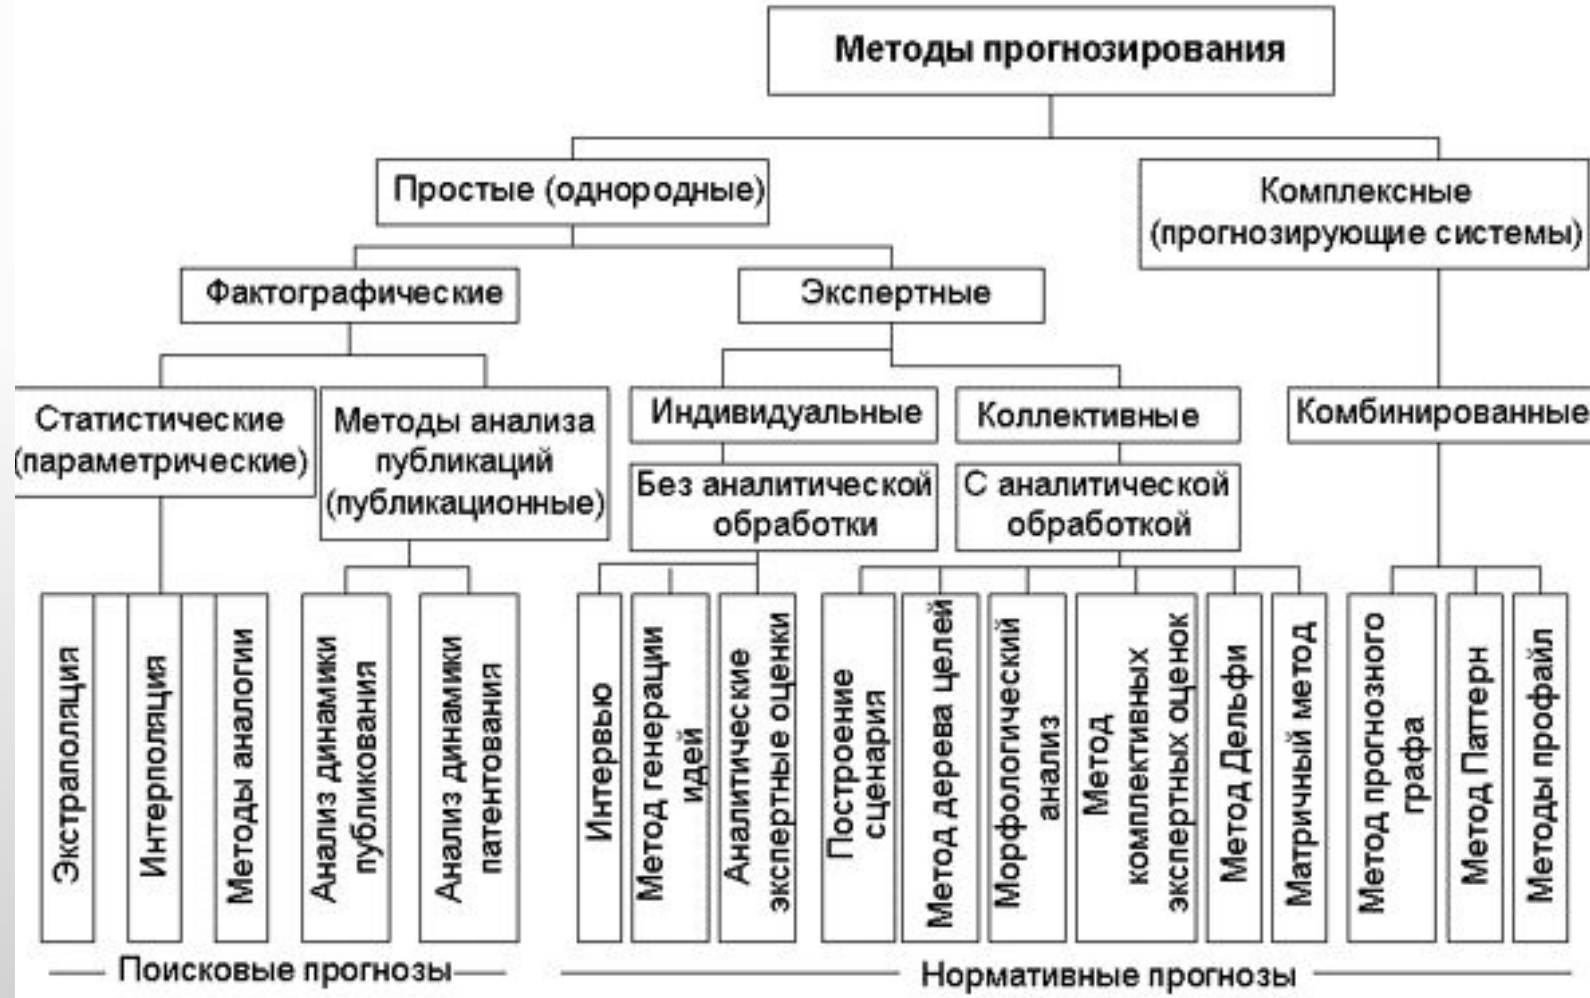 Методы прогнозирования
Простые (однородные)
Комплексные
(прогнозирующие системы)
Фактографические
Экспертные
Статистические
(параметрические)
Методы анализа
публикаций
(публикационные)
Индивидуальные
Коллективные
Комбинированные
Без аналитической
обработки
С аналитической
обработкой
Экстраполяция
Интерполяция
Методы аналогии
Анализ динамики
публикования
Анализ динамики
патентования
Интервью
Метод генерации
идей
Аналитические
экспертные оценки
Построение
сценария
Метод дерева целей
Морфологический
анализ
Метод
комплективных
экспертных оценок
Метод Дельфи
Матричный метод
Метод прогнозного
графа
Метод Паттерн
Методы профайл
Поисковые прогнозы
Нормативные прогнозы